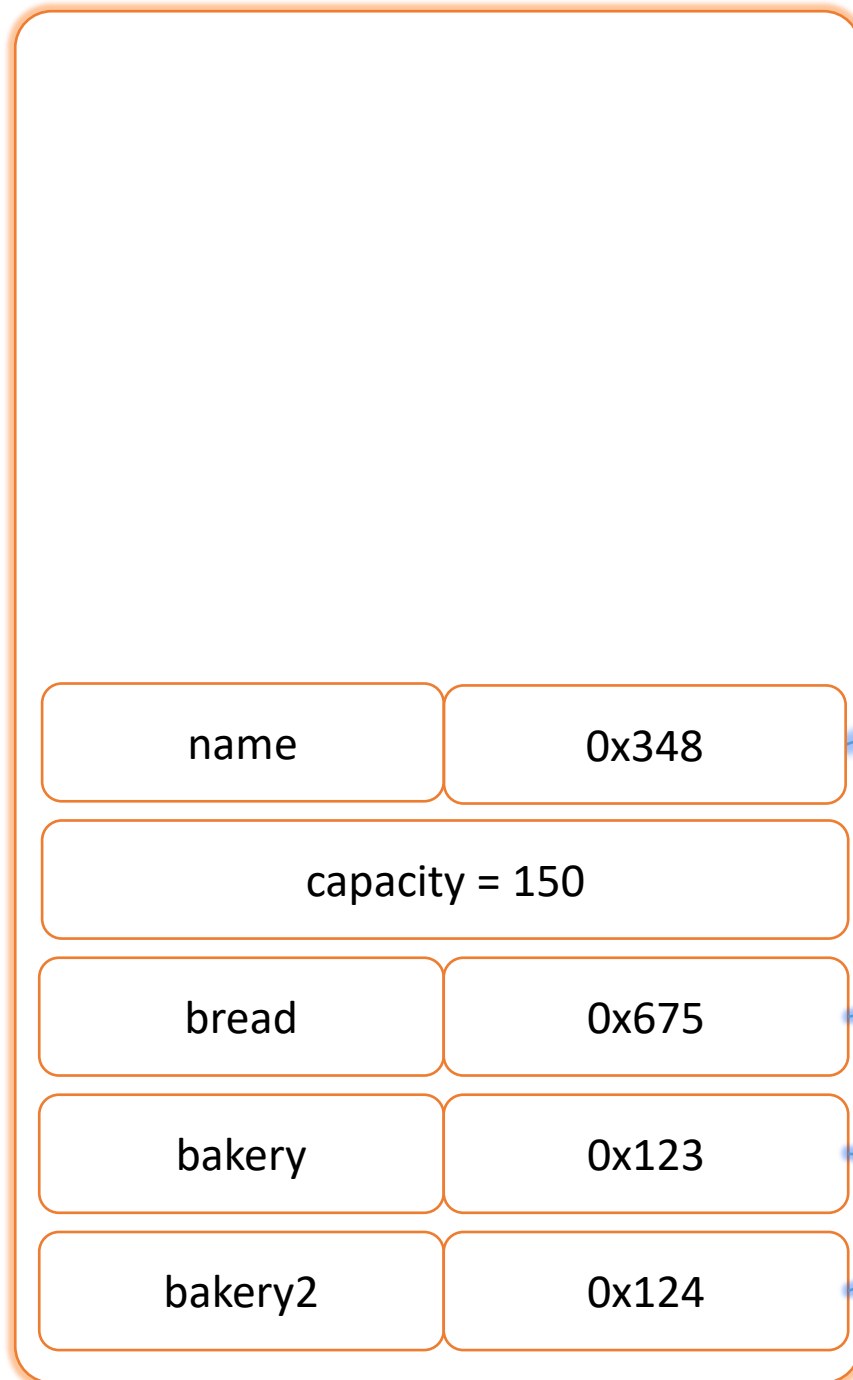 name 0x348
capacity = 150
bread 0x675
bakery 0x123
bakery2 0x124